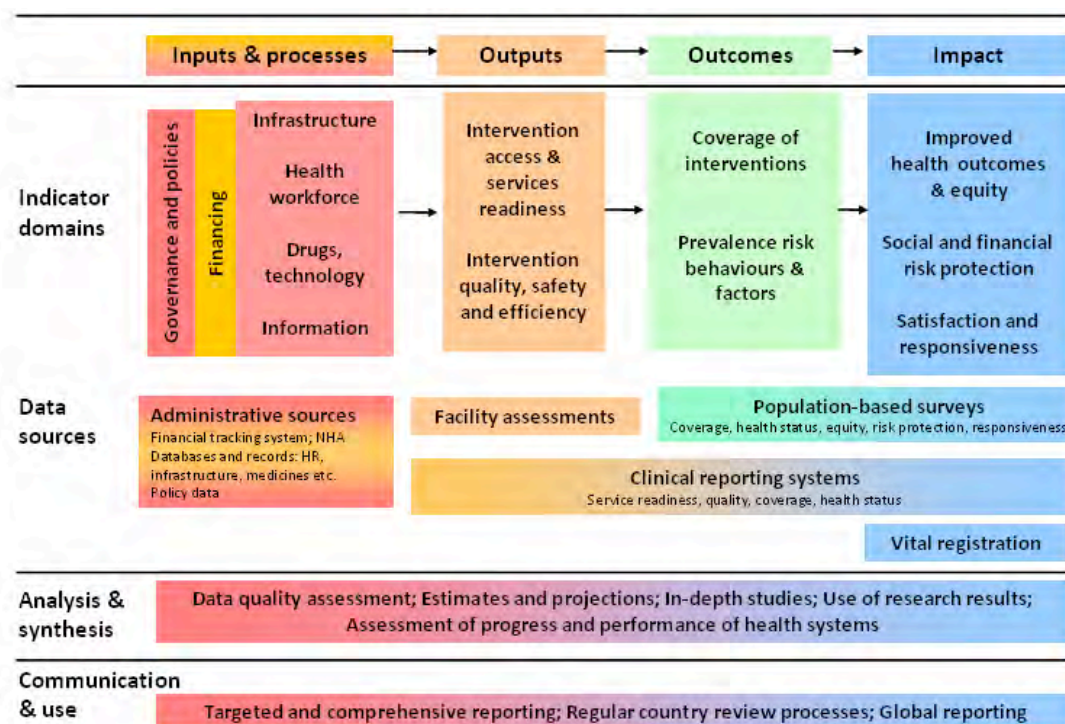 Inputs & processes
Outputs
Outcomes
Impact
Indicator
domains
Governance and policies
Financing
Infrastructure
Health
workforce
Drugs,
technology
Information
Intervention
access &
services
readiness
Intervention
quality, safety
and efficiency
Coverage of
interventions
Prevalence risk
behaviours &
factors
Improved
health outcomes
& equity
Social and financial
risk protection
Satisfaction and
responsiveness
Data
sources
Administrative sources
Financial tracking system; NHA
Databases and records: HR,
infrastructure, medicines etc.
Policy data
Facility assessments
Population-based surveys
Coverage, health status, equity, risk protection, responsiveness
Clinical reporting systems
Service readiness, quality, coverage, health status
Vital registration
Analysis &
synthesis
Data quality assessment; Estimates and projections; In-depth studies; Use of research results;
Assessment of progress and performance of health systems
Communication
& use
Targeted and comprehensive reporting; Regular country review processes; Global reporting